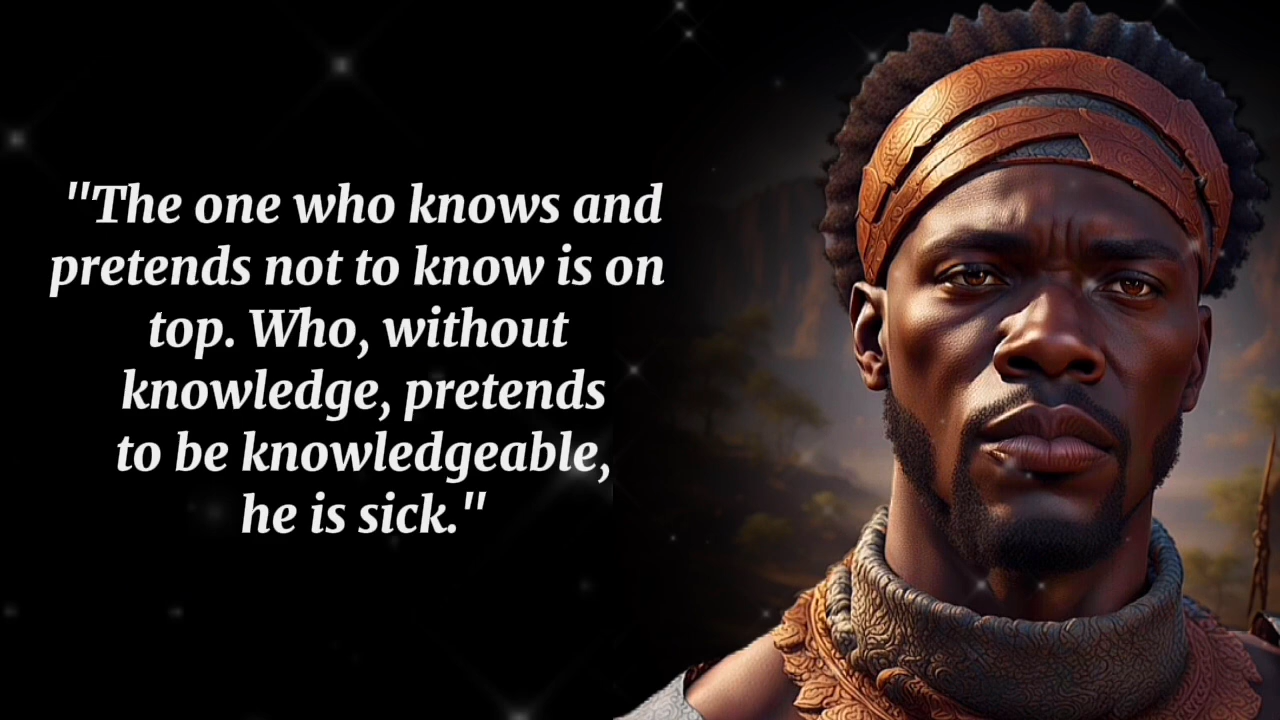 "The one who knows and
pretends not to know is on
top. Who, without
knowledge, pretends
to be knowledgeable,
he is sick."